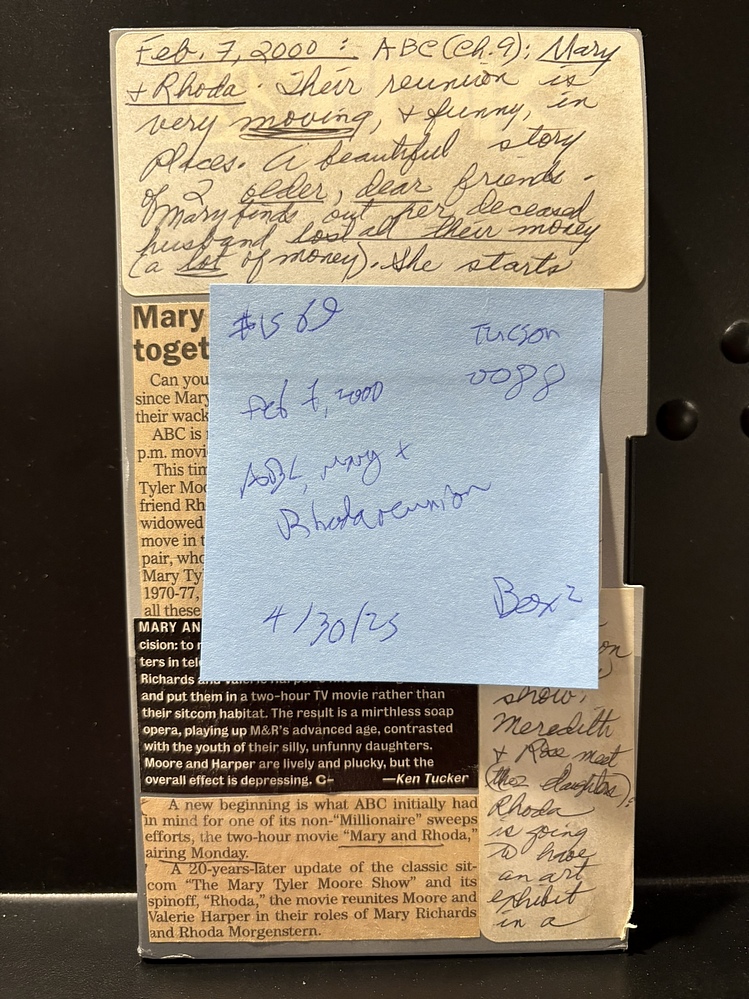 Feb. 7, 2000 : ABC (Ch. 9); Mary
+ Rhoda. Their reunion is
very moving, + funny, in
places. A beautiful story
of 2 older, dear friends.
Mary finds out her deceased
husband lost all their money
(a lot of money). She starts
Mary
toget
Can you
since Mary
their wack
ABC is
p.m. movi
This tim
Tyler Moo
friend Rh
widowed
move in t
pair, who
Mary Ty
1970-77,
all these
#1569
Tucson
0088
Feb 7, 2000
ABC, Mary +
Rhoda reunion
4/30/25
Box 2
MARY AN
cision: to r
ters in tele
Richards and Valerie Harper's
and put them in a two-hour TV movie rather than
their sitcom habitat. The result is a mirthless soap
opera, playing up M&R's advanced age, contrasted
with the youth of their silly, unfunny daughters.
Moore and Harper are lively and plucky, but the
overall effect is depressing. C– —Ken Tucker
A new beginning is what ABC initially had
in mind for one of its non-"Millionaire" sweeps
efforts, the two-hour movie "Mary and Rhoda,"
airing Monday.
A 20-years-later update of the classic sit-
com "The Mary Tyler Moore Show" and its
spinoff, "Rhoda," the movie reunites Moore and
Valerie Harper in their roles of Mary Richards
and Rhoda Morgenstern.
on
show,
Meredith
+ Rose meet
(the 2 daughters):
Rhoda
is going
to have
an art
exhibit
in a